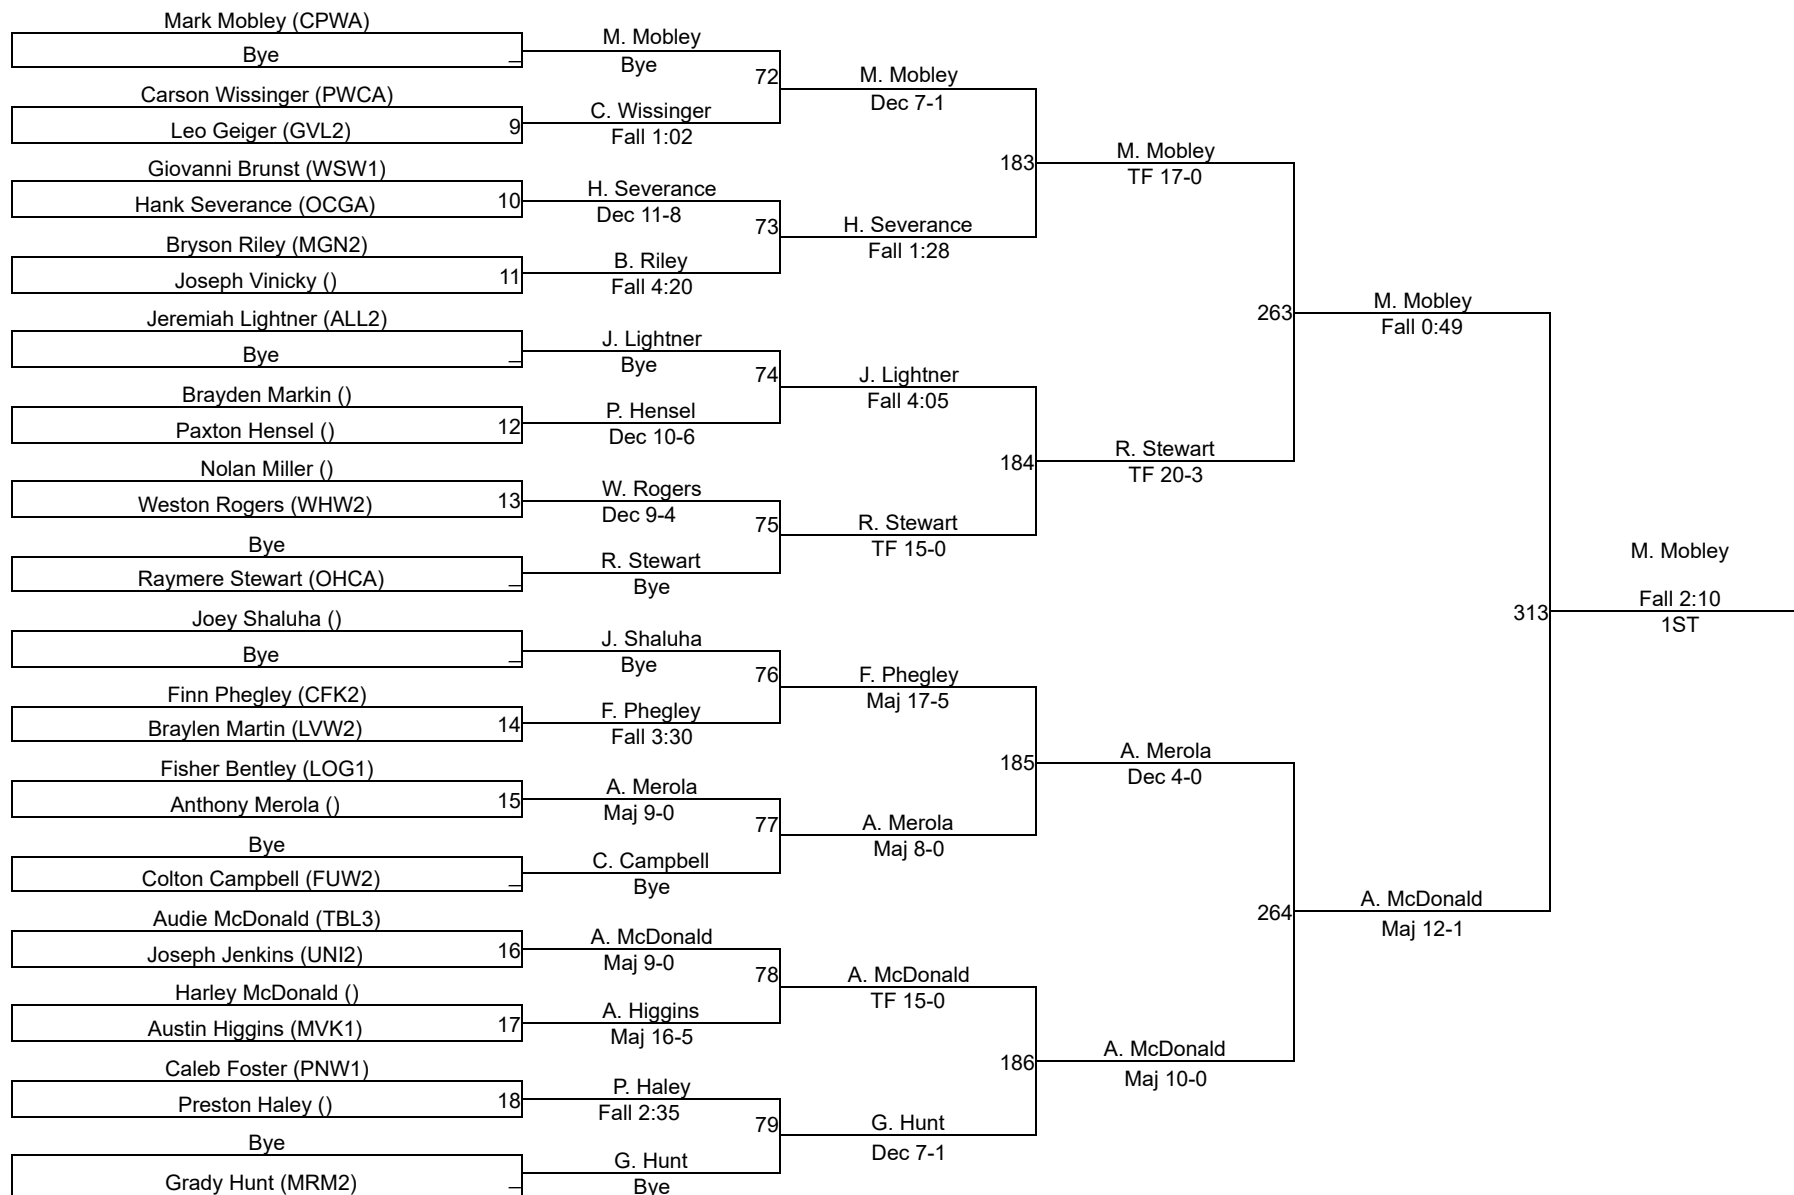 Mark Mobley (CPWA)
Bye
Carson Wissinger (PWCA)
Leo Geiger (GVL2)
9
Giovanni Brunst (WSW1)
Hank Severance (OCGA)
10
Bryson Riley (MGN2)
Joseph Vinicky ()
11
Jeremiah Lightner (ALL2)
Bye
Brayden Markin ()
Paxton Hensel ()
12
Nolan Miller ()
Weston Rogers (WHW2)
13
Bye
Raymere Stewart (OHCA)
Joey Shaluha ()
Bye
Finn Phegley (CFK2)
Braylen Martin (LVW2)
14
Fisher Bentley (LOG1)
Anthony Merola ()
15
Bye
Colton Campbell (FUW2)
Audie McDonald (TBL3)
Joseph Jenkins (UNI2)
16
Harley McDonald ()
Austin Higgins (MVK1)
17
Caleb Foster (PNW1)
Preston Haley ()
18
Bye
Grady Hunt (MRM2)
M. Mobley
Bye
72
C. Wissinger
Fall 1:02
H. Severance
Dec 11-8
73
B. Riley
Fall 4:20
J. Lightner
Bye
74
P. Hensel
Dec 10-6
W. Rogers
Dec 9-4
75
R. Stewart
Bye
J. Shaluha
Bye
76
F. Phegley
Fall 3:30
A. Merola
Maj 9-0
77
C. Campbell
Bye
A. McDonald
Maj 9-0
78
A. Higgins
Maj 16-5
P. Haley
Fall 2:35
79
G. Hunt
Bye
M. Mobley
Dec 7-1
183
H. Severance
Fall 1:28
J. Lightner
Fall 4:05
184
R. Stewart
TF 15-0
F. Phegley
Maj 17-5
185
A. Merola
Maj 8-0
A. McDonald
TF 15-0
186
G. Hunt
Dec 7-1
M. Mobley
TF 17-0
263
R. Stewart
TF 20-3
A. Merola
Dec 4-0
264
A. McDonald
Maj 10-0
M. Mobley
Fall 0:49
313
A. McDonald
Maj 12-1
M. Mobley
Fall 2:10
1ST